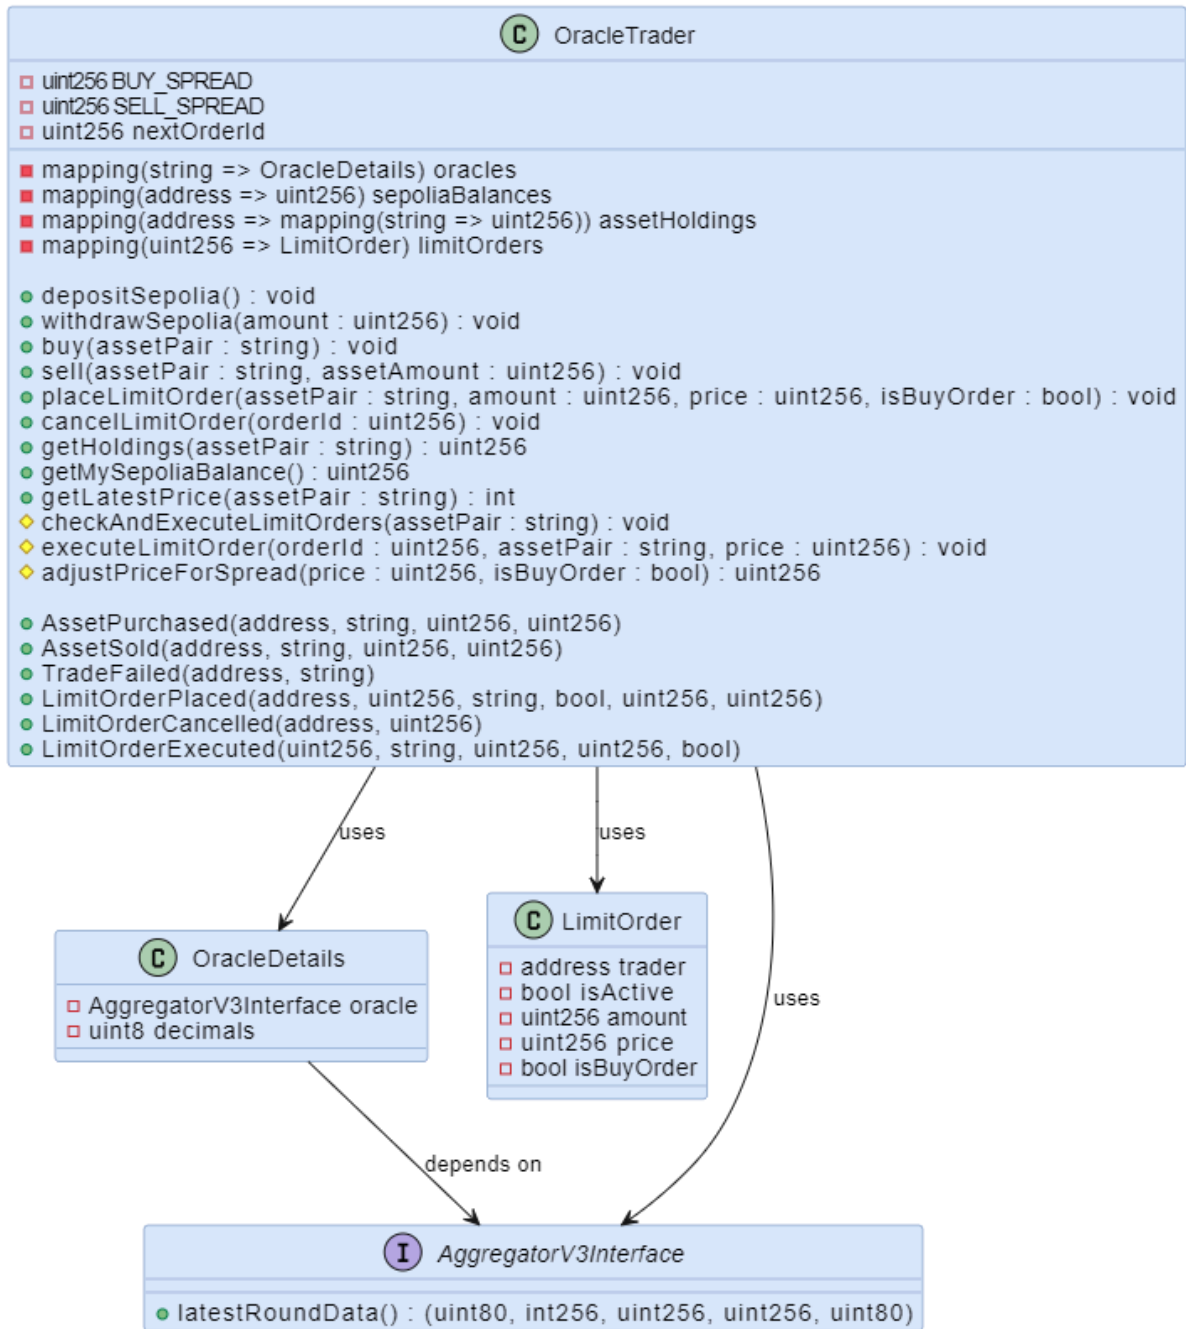 C OracleTrader
uint256 BUY_SPREAD
uint256 SELL_SPREAD
uint256 nextOrderId
mapping(string => OracleDetails) oracles
mapping(address => uint256) sepoliaBalances
mapping(address => mapping(string => uint256)) assetHoldings
mapping(uint256 => LimitOrder) limitOrders
depositSepolia() : void
withdrawSepolia(amount : uint256) : void
buy(assetPair : string) : void
sell(assetPair : string, assetAmount : uint256) : void
placeLimitOrder(assetPair : string, amount : uint256, price : uint256, isBuyOrder : bool) : void
cancelLimitOrder(orderId : uint256) : void
getHoldings(assetPair : string) : uint256
getMySepoliaBalance() : uint256
getLatestPrice(assetPair : string) : int
checkAndExecuteLimitOrders(assetPair : string) : void
executeLimitOrder(orderId : uint256, assetPair : string, price : uint256) : void
adjustPriceForSpread(price : uint256, isBuyOrder : bool) : uint256
AssetPurchased(address, string, uint256, uint256)
AssetSold(address, string, uint256, uint256)
TradeFailed(address, string)
LimitOrderPlaced(address, uint256, string, bool, uint256, uint256)
LimitOrderCancelled(address, uint256)
LimitOrderExecuted(uint256, string, uint256, uint256, bool)
uses
uses
uses
C OracleDetails
AggregatorV3Interface oracle
uint8 decimals
C LimitOrder
address trader
bool isActive
uint256 amount
uint256 price
bool isBuyOrder
depends on
I AggregatorV3Interface
latestRoundData() : (uint80, int256, uint256, uint256, uint80)